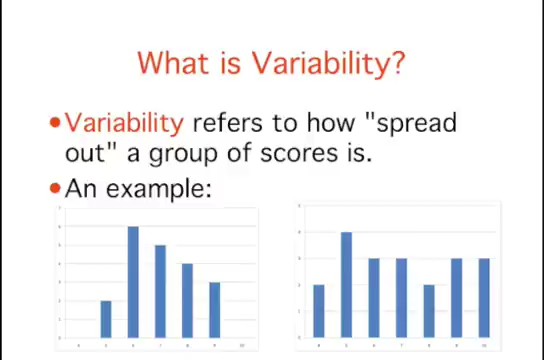 What is Variability?
•Variability refers to how "spread
out" a group of scores is.
•An example: